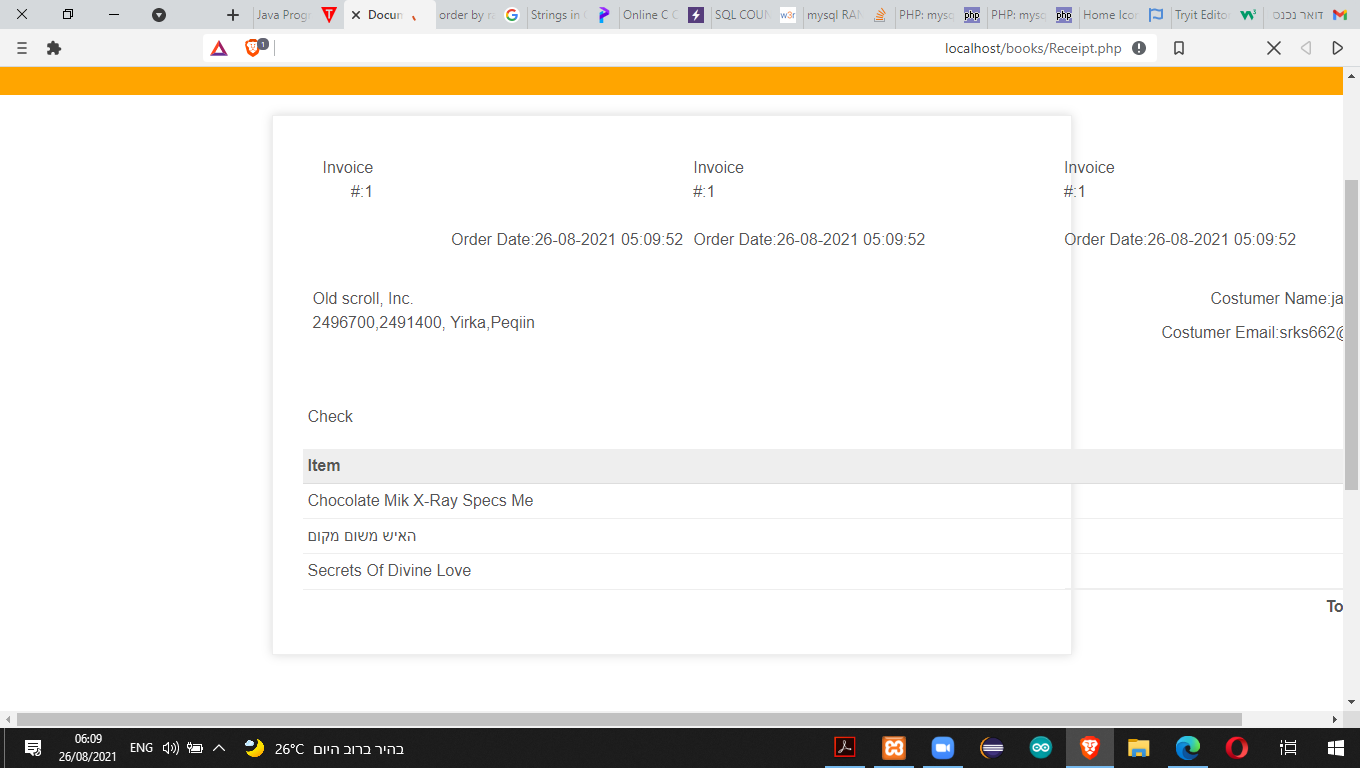 Java Progr
Docum
order by ra
Strings in
Online C C
SQL COUN
mysql RAN
PHP: mysq
PHP: mysq
Home Icon
Tryit Editor
דואר נכנס
localhost/books/Receipt.php
1
Invoice Invoice Invoice
#:1 #:1 #:1
Order Date:26-08-2021 05:09:52 Order Date:26-08-2021 05:09:52 Order Date:26-08-2021 05:09:52
Old scroll, Inc. Costumer Name:ja
2496700,2491400, Yirka,Peqiin
Costumer Email:srks662@
Check
Item
Chocolate Mik X-Ray Specs Me
האיש משום מקום
Secrets Of Divine Love
To
06:09
26/08/2021
ENG
26°C בהיר ברוב היום